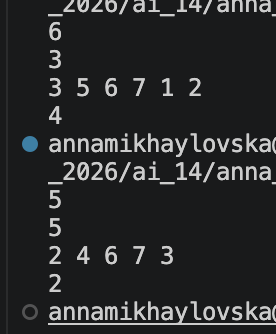 _2026/ai_14/anna_
6
3
3 5 6 7 1 2
4
annamikhaylovska@
_2026/ai_14/anna_
5
5
2 4 6 7 3
2
annamikhaylovska@